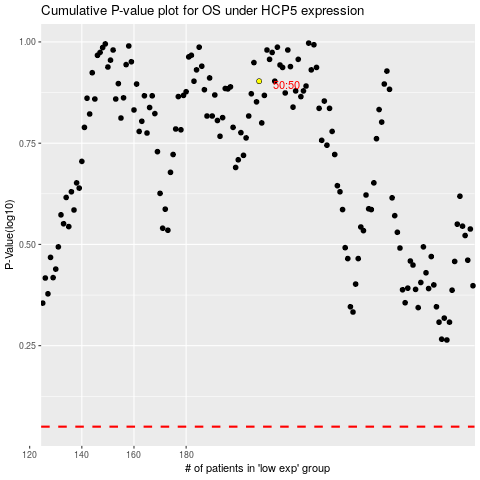 Cumulative P-value plot for OS under HCP5 expression
P-Value(log10)
1.00
0.75
0.50
0.25
50:50
120 140 160 180
# of patients in 'low exp' group